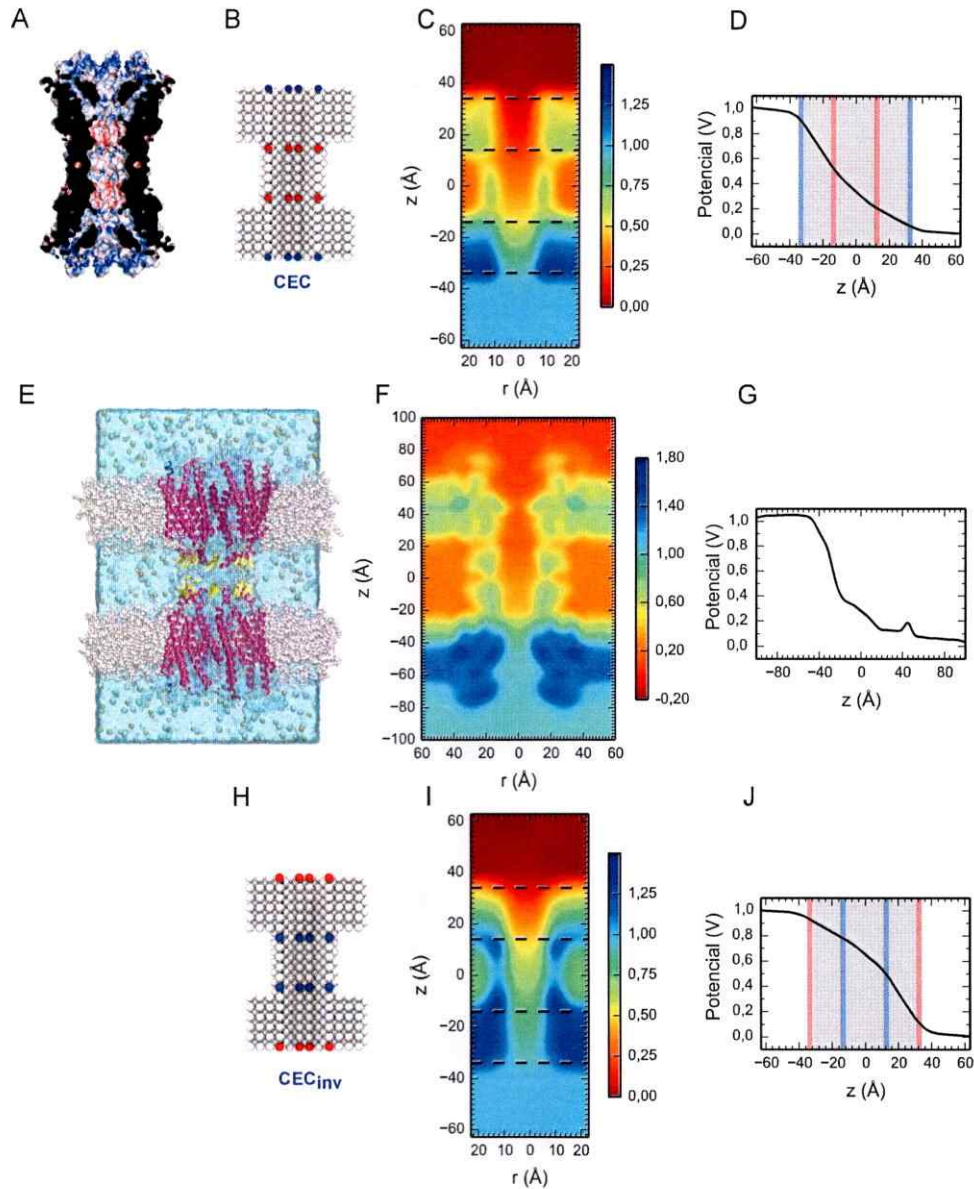 A
B
CEC
C
60
40
20
0
−20
−40
−60
z (Å)
20 10 0 10 20
r (Å)
1,25
1,00
0,75
0,50
0,25
0,00
D
1,0
0,8
0,6
0,4
0,2
0,0
Potencial (V)
−60 −40 −20 0 20 40 60
z (Å)
E
F
100
80
60
40
20
0
−20
−40
−60
−80
−100
z (Å)
60 40 20 0 20 40 60
r (Å)
1,80
1,40
1,00
0,60
0,20
-0,20
G
1,0
0,8
0,6
0,4
0,2
0,0
Potencial (V)
−80 −40 0 40 80
z (Å)
H
CECinv
I
60
40
20
0
−20
−40
−60
z (Å)
20 10 0 10 20
r (Å)
1,25
1,00
0,75
0,50
0,25
0,00
J
1,0
0,8
0,6
0,4
0,2
0,0
Potencial (V)
−60 −40 −20 0 20 40 60
z (Å)